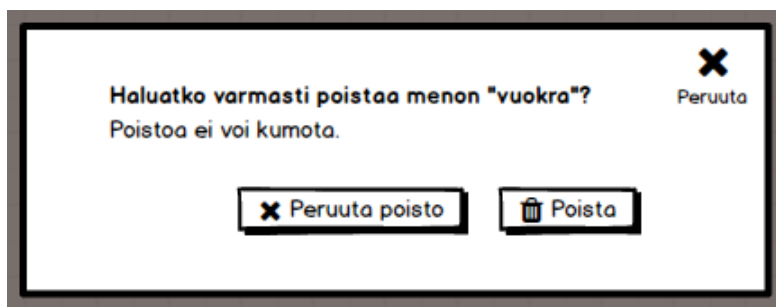 Haluatko varmasti poistaa menon "vuokra"?
Peruuta
Poistoa ei voi kumota.
Peruuta poisto
Poista